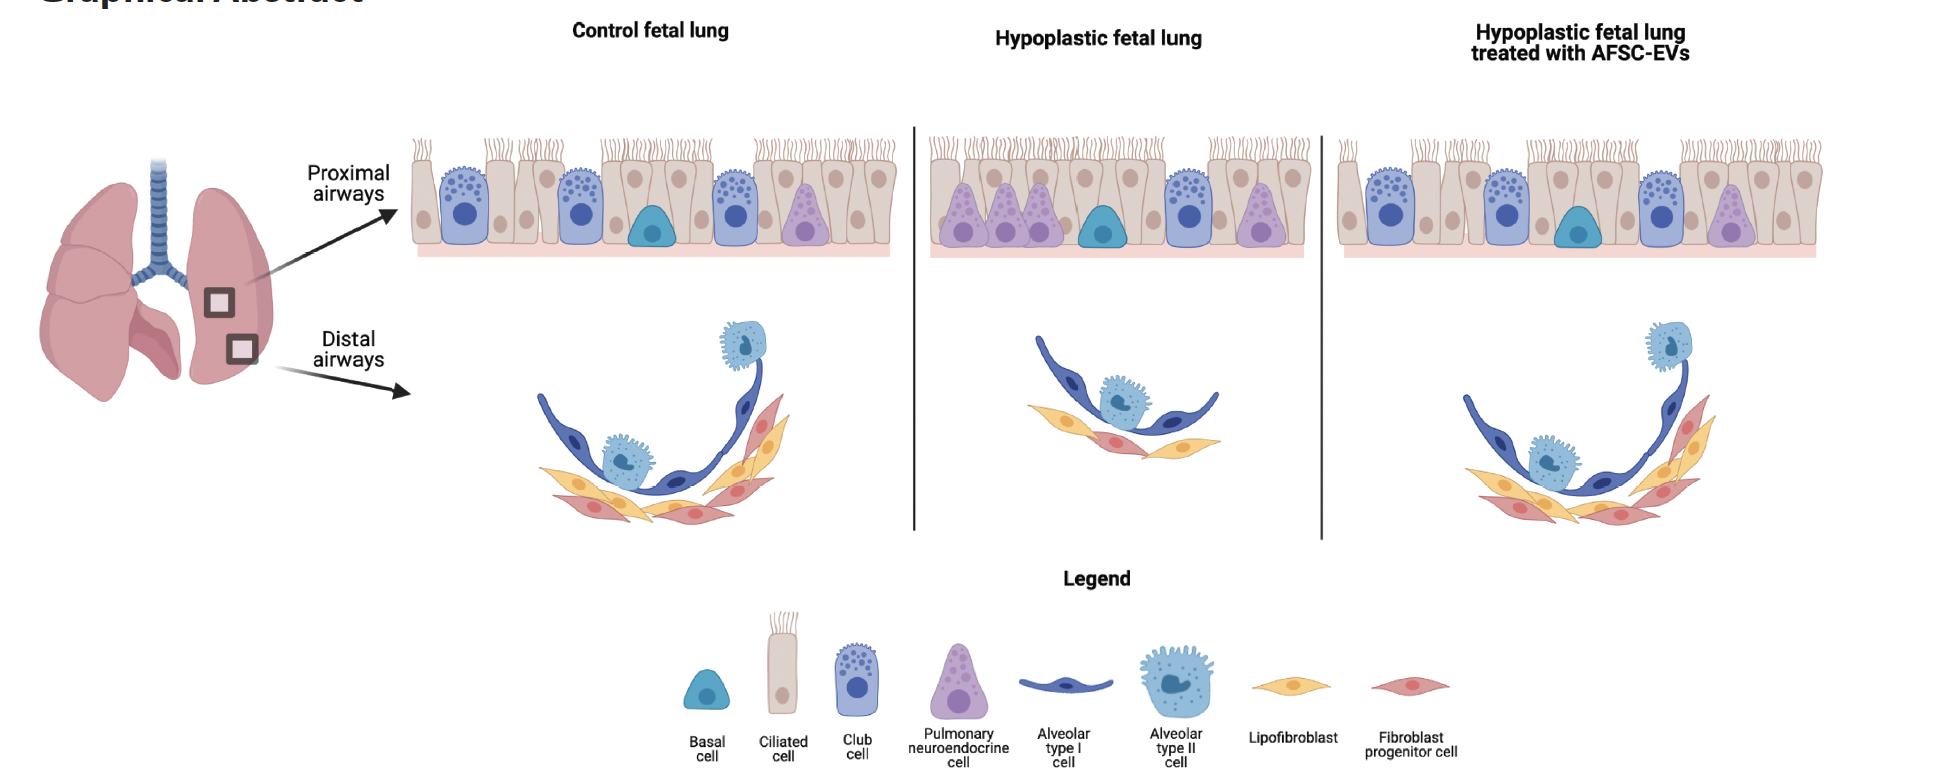 Graphical Abstract
Control fetal lung
Hypoplastic fetal lung
Hypoplastic fetal lung
treated with AFSC-EVs
Proximal
airways
Distal
airways
Legend
Basal
cell
Ciliated
cell
Club
cell
Pulmonary
neuroendocrine
cell
Alveolar
type I
cell
Alveolar
type II
cell
Lipofibroblast
Fibroblast
progenitor cell